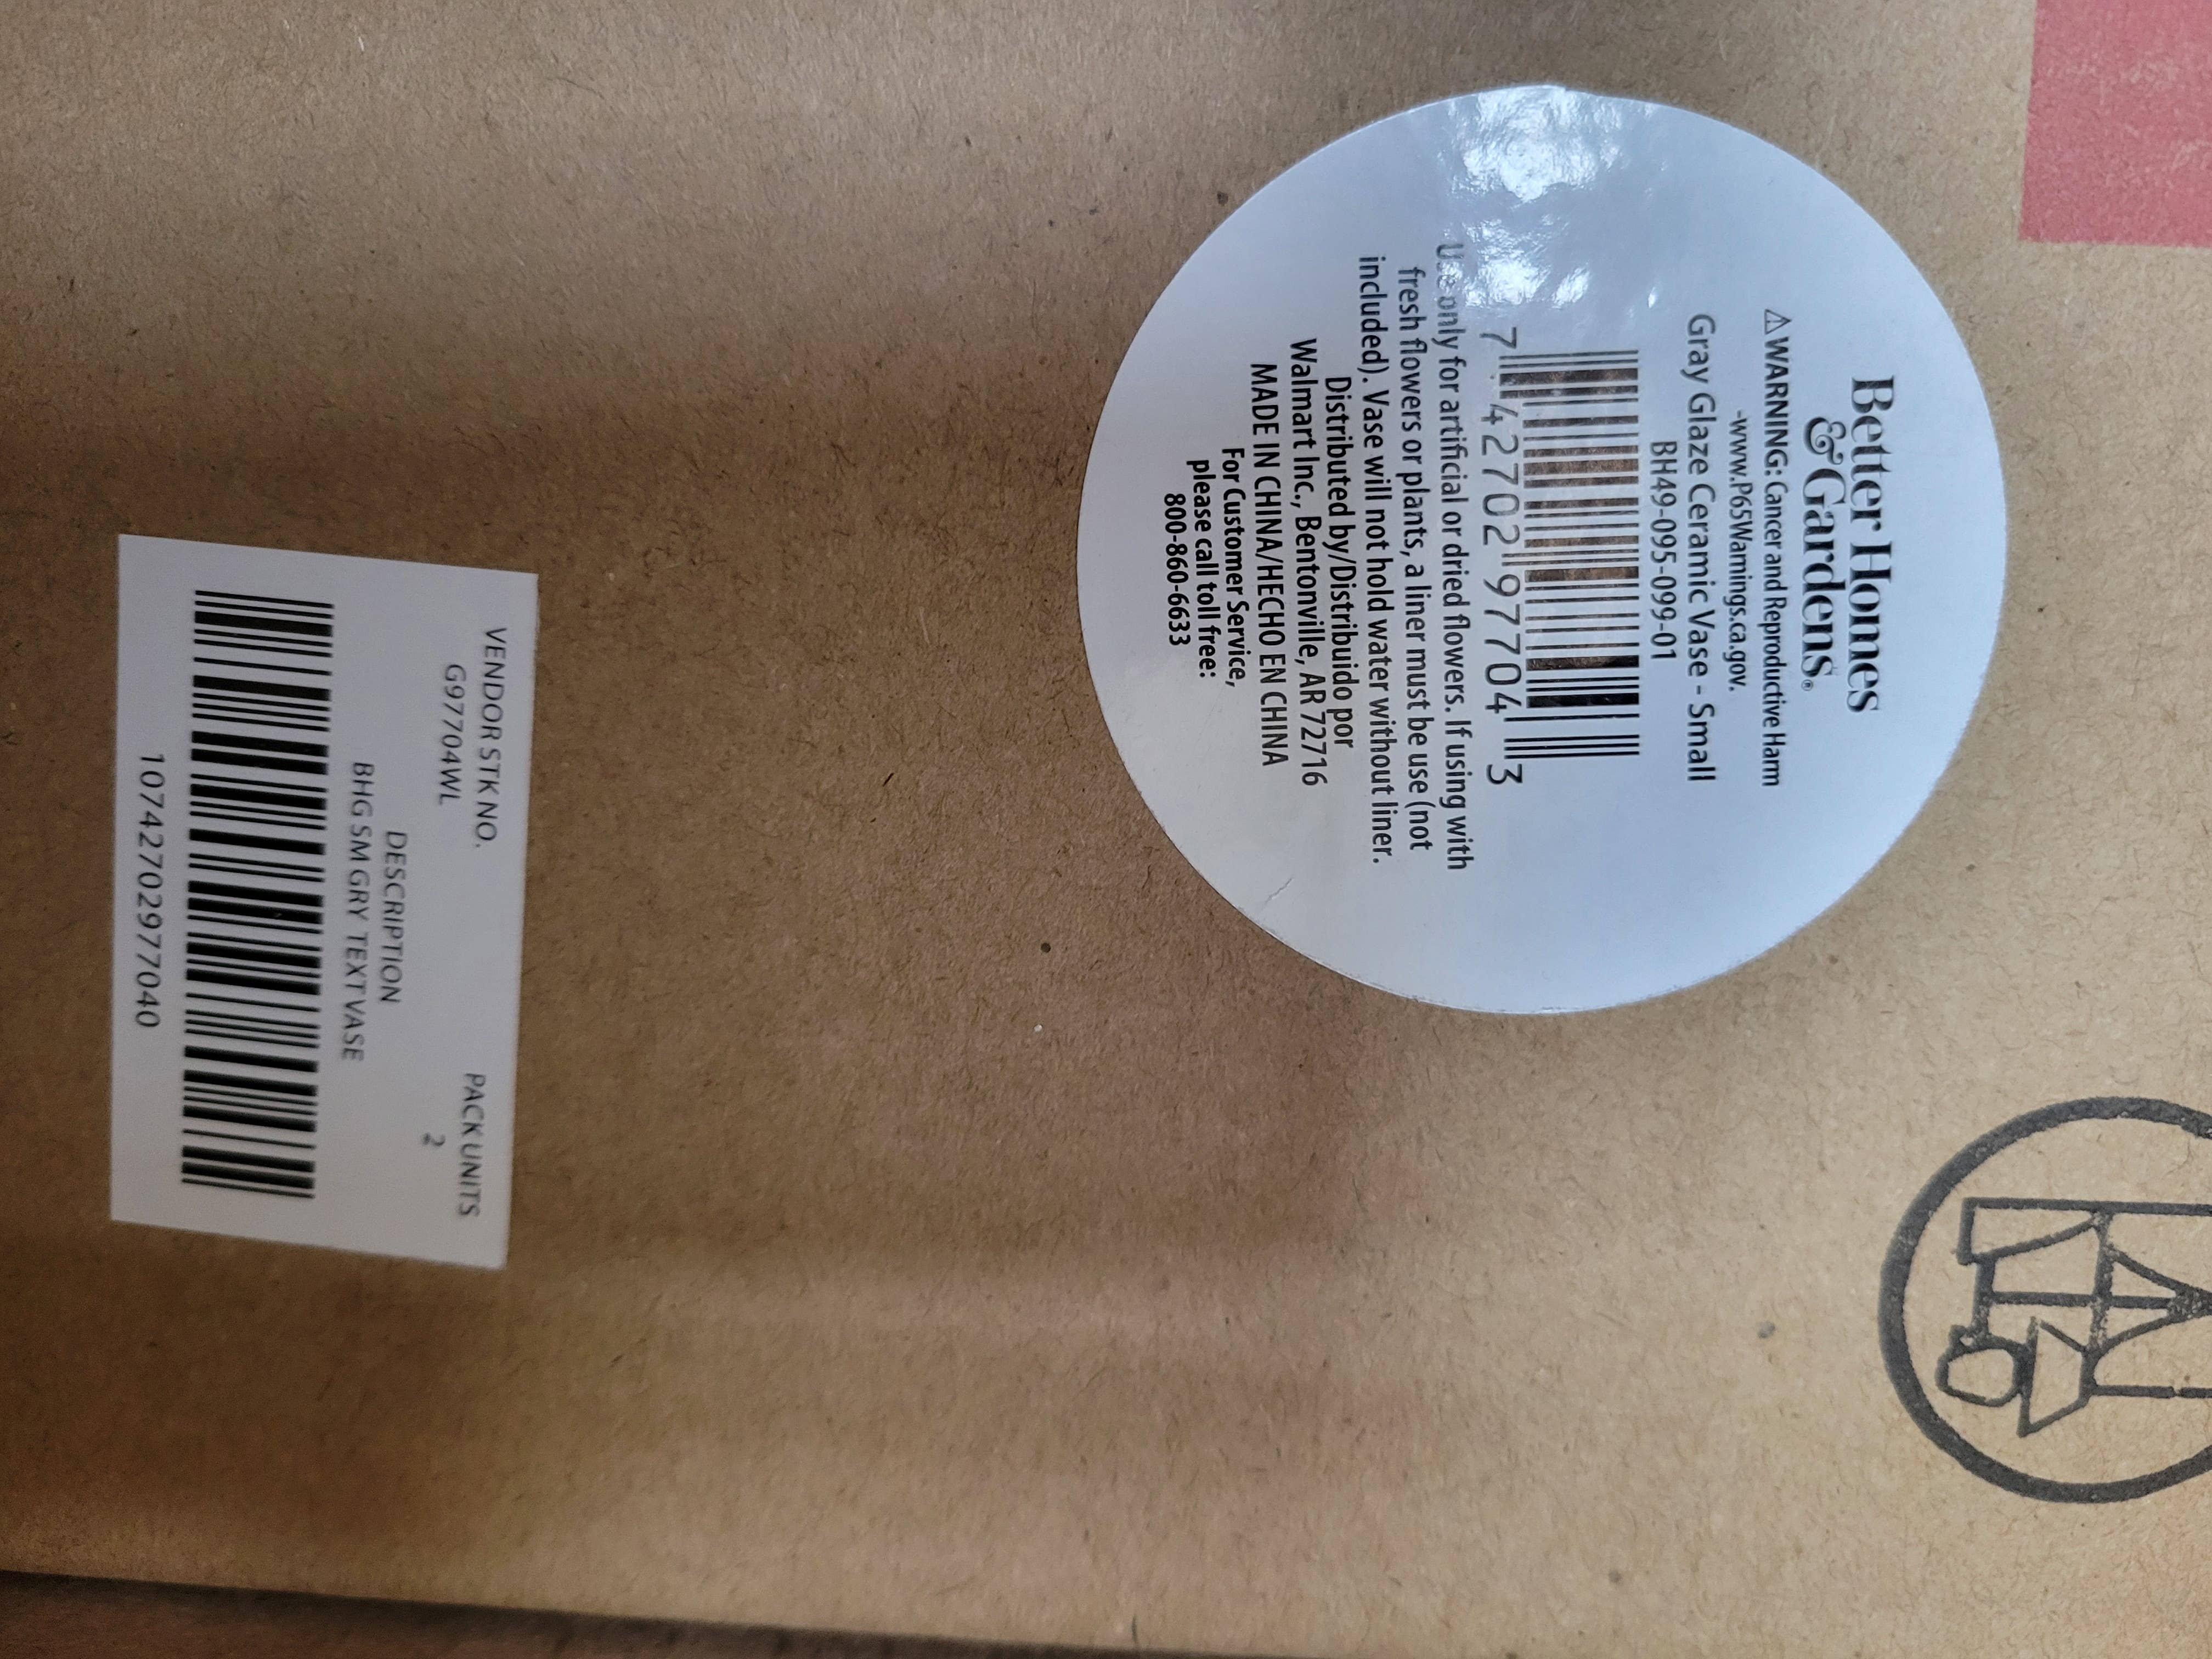 Better Homes
& Gardens®
⚠ WARNING: Cancer and Reproductive Harm
-www.P65Warnings.ca.gov.
Gray Glaze Ceramic Vase - Small
BH49-095-099-01
7 42702 97704 3
Use only for artificial or dried flowers. If using with
fresh flowers or plants, a liner must be use (not
included). Vase will not hold water without liner.
Distributed by/Distribuido por
Walmart Inc., Bentonville, AR 72716
MADE IN CHINA/HECHO EN CHINA
For Customer Service,
please call toll free:
800-860-6633
VENDOR STK NO. PACK UNITS
G97704WL 2
DESCRIPTION
BHG SM GRY TEXT VASE
10742702977040